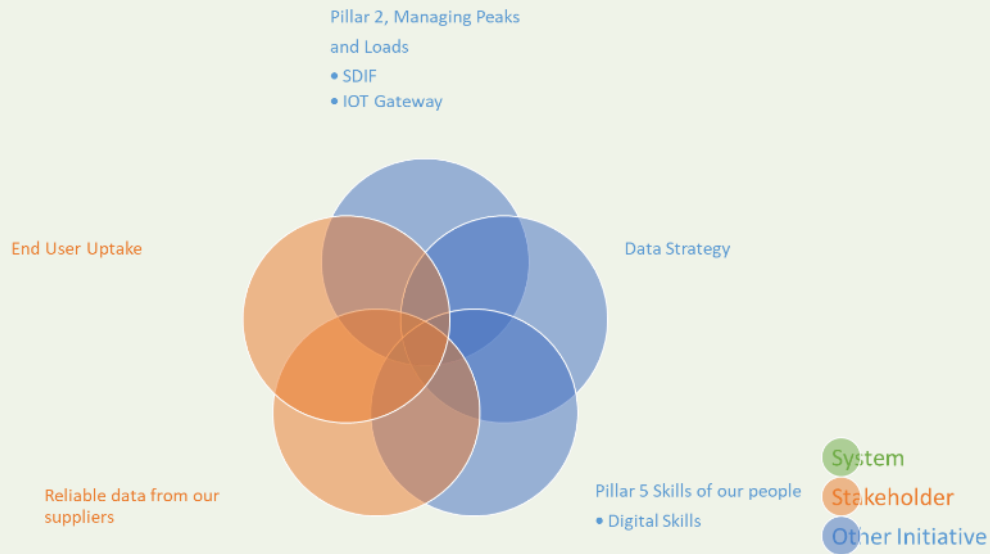 Pillar 2, Managing Peaks
and Loads
• SDIF
• IOT Gateway
End User Uptake
Data Strategy
Reliable data from our
suppliers
Pillar 5 Skills of our people
• Digital Skills
System
Stakeholder
Other Initiative